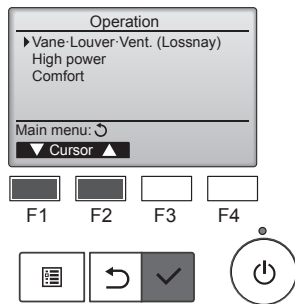 Operation
Vane·Louver·Vent. (Lossnay)
High power
Comfort
Main menu:
Cursor
F1 F2 F3 F4